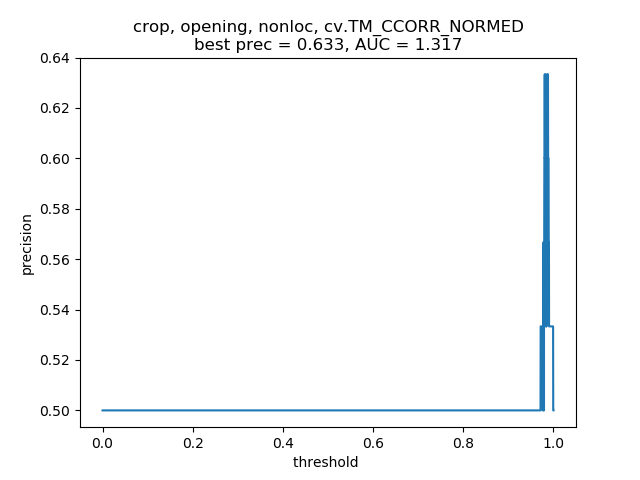 crop, opening, nonloc, cv.TM_CCORR_NORMED
best prec = 0.633, AUC = 1.317
0.64
0.62
0.60
0.58
0.56
0.54
0.52
0.50
precision
0.0 0.2 0.4 0.6 0.8 1.0
threshold